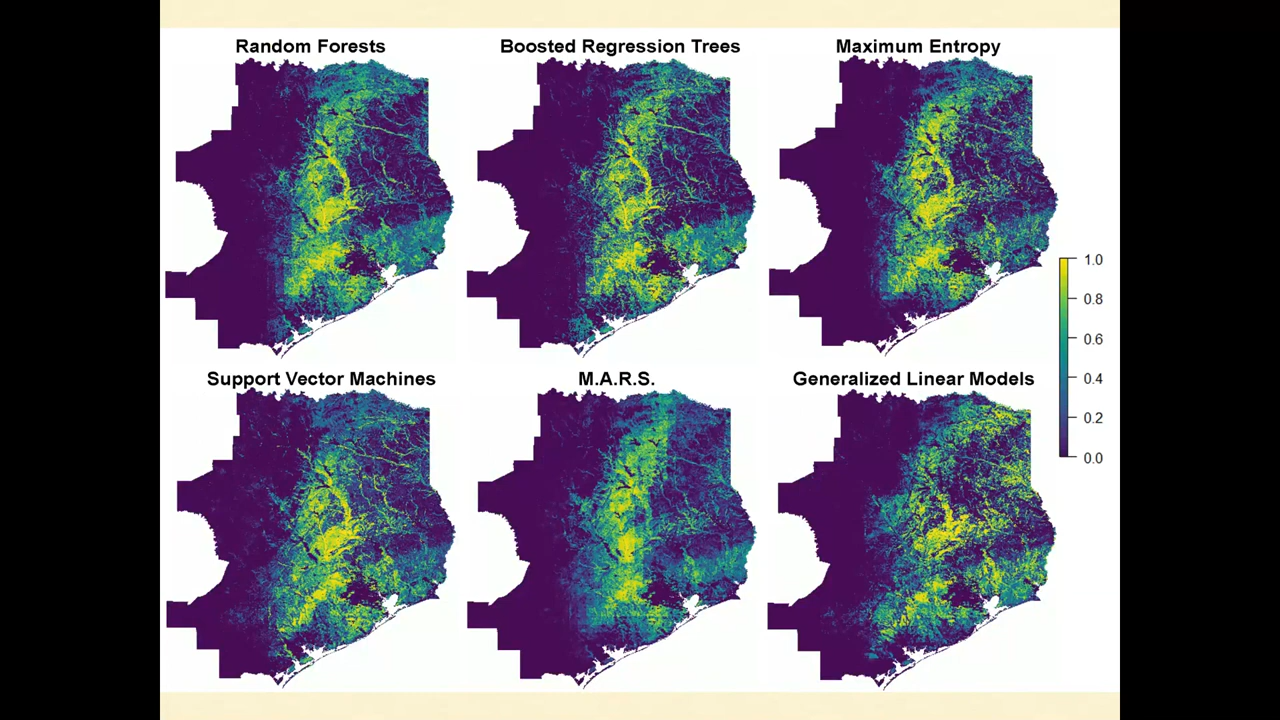 Random Forests
Boosted Regression Trees
Maximum Entropy
1.0
0.8
0.6
0.4
0.2
0.0
Support Vector Machines
M.A.R.S.
Generalized Linear Models